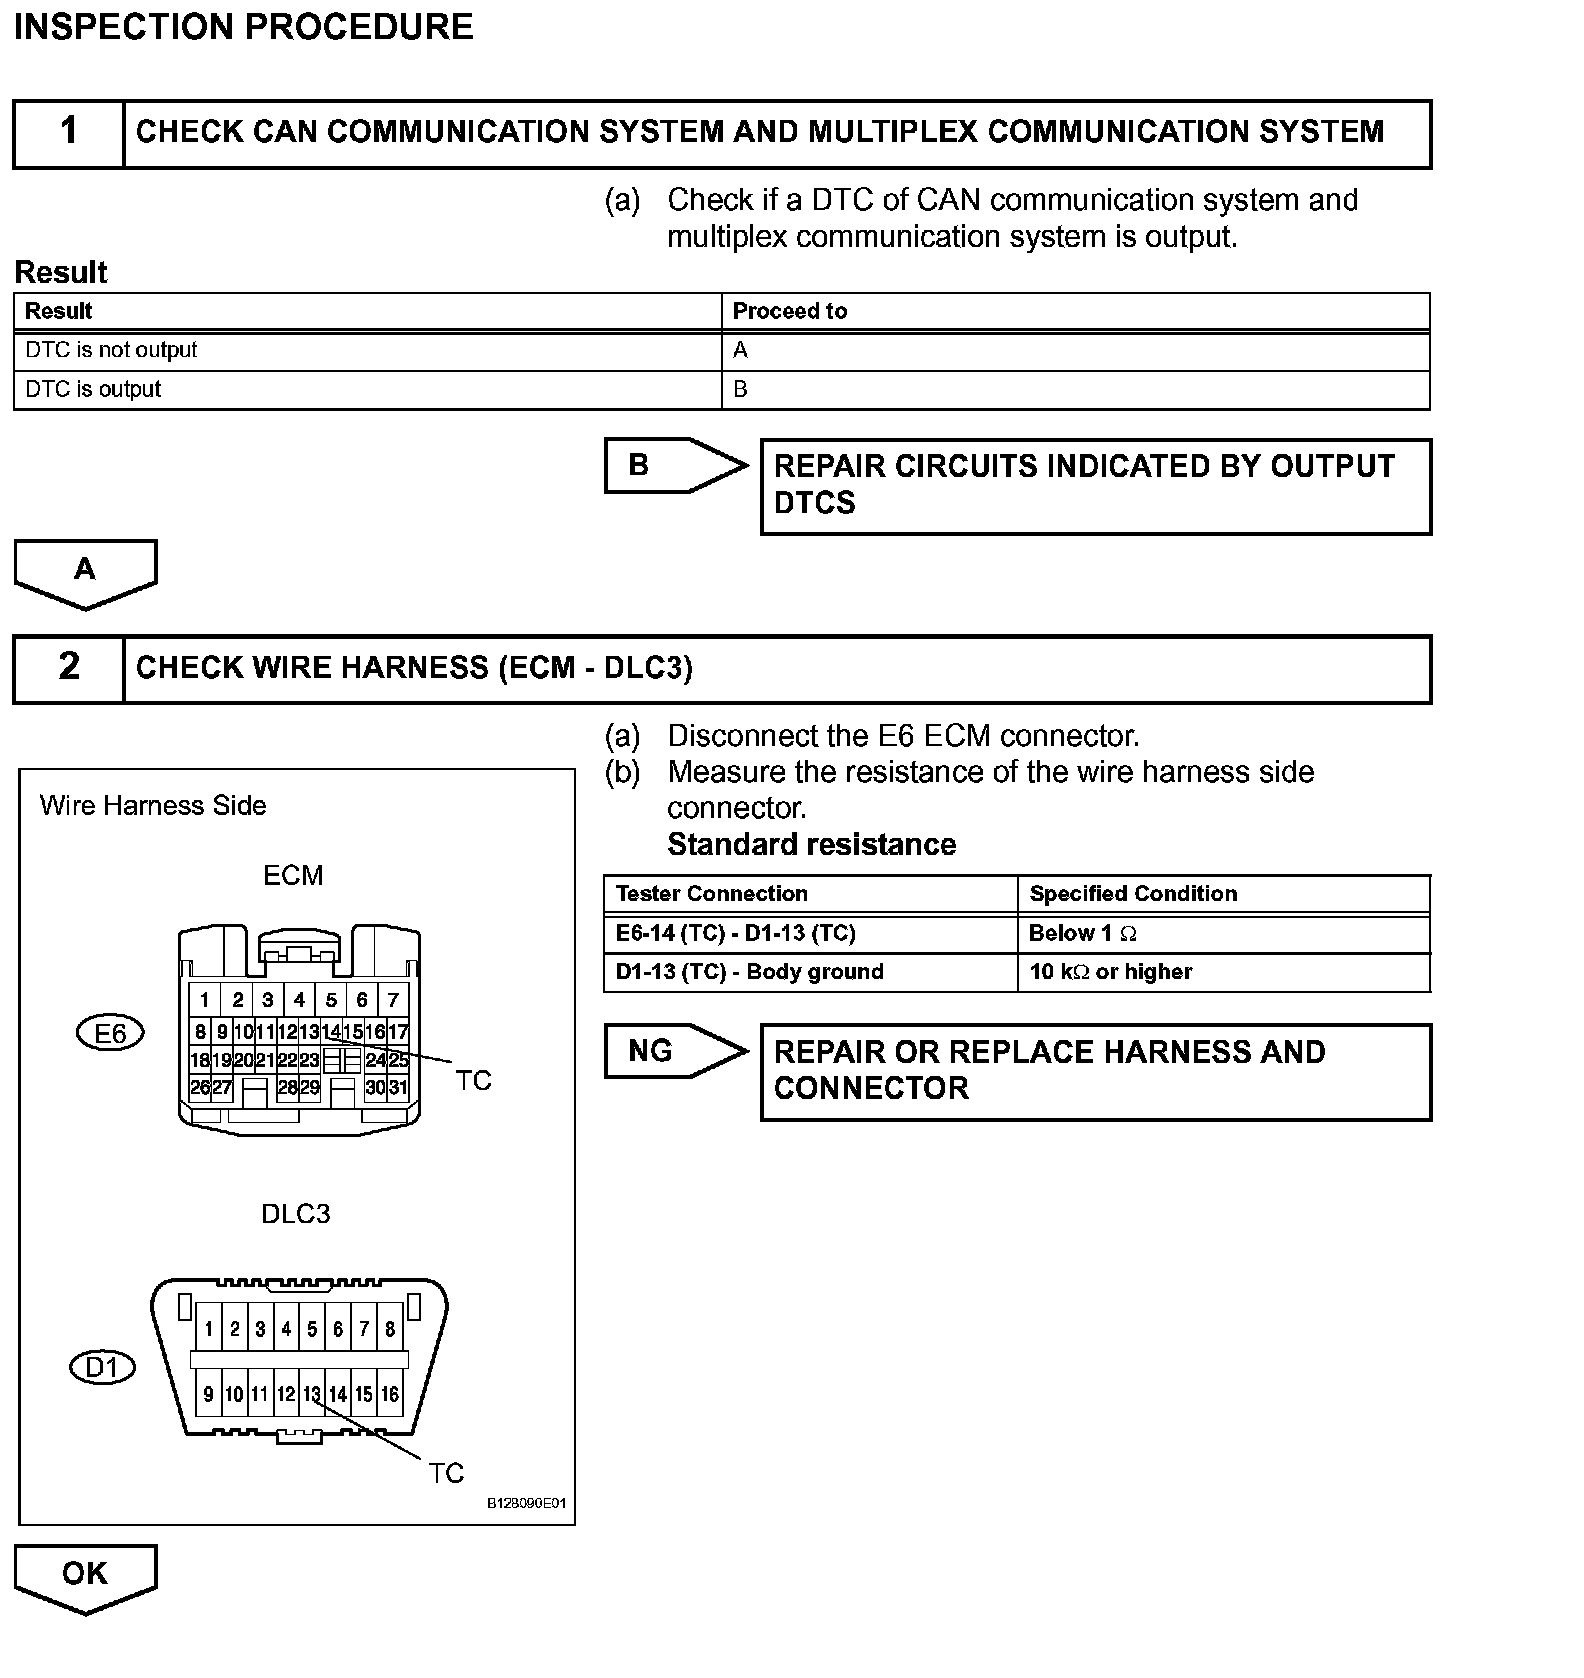 INSPECTION PROCEDURE
1 CHECK CAN COMMUNICATION SYSTEM AND MULTIPLEX COMMUNICATION SYSTEM
(a) Check if a DTC of CAN communication system and
multiplex communication system is output.
Result
Result Proceed to
DTC is not output A
DTC is output B
B REPAIR CIRCUITS INDICATED BY OUTPUT
DTCS
A
2 CHECK WIRE HARNESS (ECM - DLC3)
(a) Disconnect the E6 ECM connector.
(b) Measure the resistance of the wire harness side
connector.
Standard resistance
Tester Connection Specified Condition
E6-14 (TC) - D1-13 (TC) Below 1 Ω
D1-13 (TC) - Body ground 10 kΩ or higher
NG REPAIR OR REPLACE HARNESS AND
CONNECTOR
Wire Harness Side
ECM
E6
1 2 3 4 5 6 7
8 9 10 11 12 13 14 15 16 17
18 19 20 21 22 23 24 25
26 27 28 29 30 31
TC
DLC3
D1
1 2 3 4 5 6 7 8
9 10 11 12 13 14 15 16
TC
B128090E01
OK